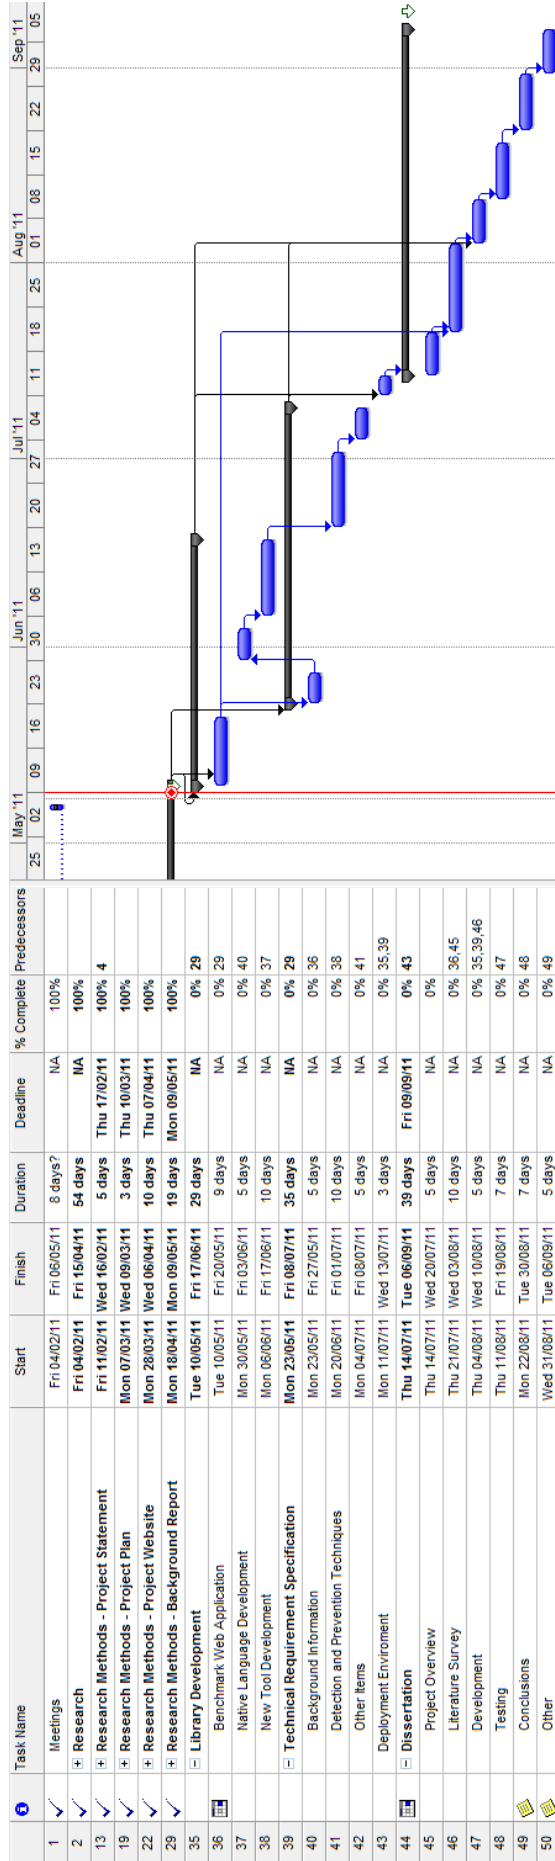 Task Name Start Finish Duration Deadline % Complete Predecessors
May '11 Jun '11 Jul '11 Aug '11 Sep '11
25 02 09 16 23 30 06 13 20 27 04 11 18 25 01 08 15 22 29 05
1 Meetings Fri 04/02/11 Fri 06/05/11 8 days? NA 100%
2 Research Fri 04/02/11 Fri 15/04/11 54 days NA 100%
13 Research Methods - Project Statement Fri 11/02/11 Wed 16/02/11 5 days Thu 17/02/11 100% 4
19 Research Methods - Project Plan Mon 07/03/11 Wed 09/03/11 3 days Thu 10/03/11 100%
22 Research Methods - Project Website Mon 28/03/11 Wed 06/04/11 10 days Thu 07/04/11 100%
29 Research Methods - Background Report Mon 18/04/11 Mon 09/05/11 19 days Mon 09/05/11 100%
35 Library Development Tue 10/05/11 Fri 17/06/11 29 days NA 0% 29
36 Benchmark Web Application Tue 10/05/11 Fri 20/05/11 9 days NA 0% 29
37 Native Language Development Mon 30/05/11 Fri 03/06/11 5 days NA 0% 40
38 New Tool Development Mon 06/06/11 Fri 17/06/11 10 days NA 0% 37
39 Technical Requirement Specification Mon 23/05/11 Fri 08/07/11 35 days NA 0% 29
40 Background Information Mon 23/05/11 Fri 27/05/11 5 days NA 0% 36
41 Detection and Prevention Techniques Mon 20/06/11 Fri 01/07/11 10 days NA 0% 38
42 Other Items Mon 04/07/11 Fri 08/07/11 5 days NA 0% 41
43 Deployment Enviroment Mon 11/07/11 Wed 13/07/11 3 days NA 0% 35,39
44 Dissertation Thu 14/07/11 Tue 06/09/11 39 days Fri 09/09/11 0% 43
45 Project Overview Thu 14/07/11 Wed 20/07/11 5 days NA 0%
46 Literature Survey Thu 21/07/11 Wed 03/08/11 10 days NA 0% 36,45
47 Development Thu 04/08/11 Wed 10/08/11 5 days NA 0% 35,39,46
48 Testing Thu 11/08/11 Fri 19/08/11 7 days NA 0% 47
49 Conclusions Mon 22/08/11 Tue 30/08/11 7 days NA 0% 48
50 Other Wed 31/08/11 Tue 06/09/11 5 days NA 0% 49